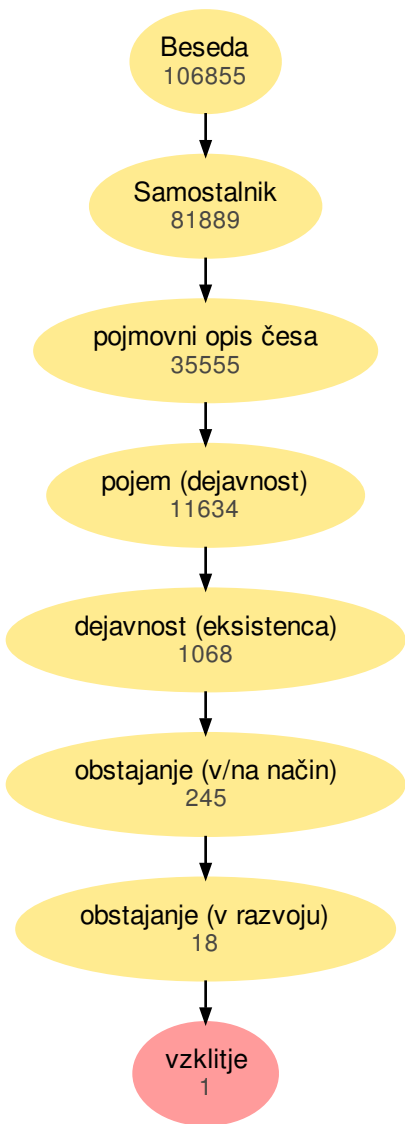 Beseda
106855
Samostalnik
81889
pojmovni opis česa
35555
pojem (dejavnost)
11634
dejavnost (eksistenca)
1068
obstajanje (v/na način)
245
obstajanje (v razvoju)
18
vzklitje
1